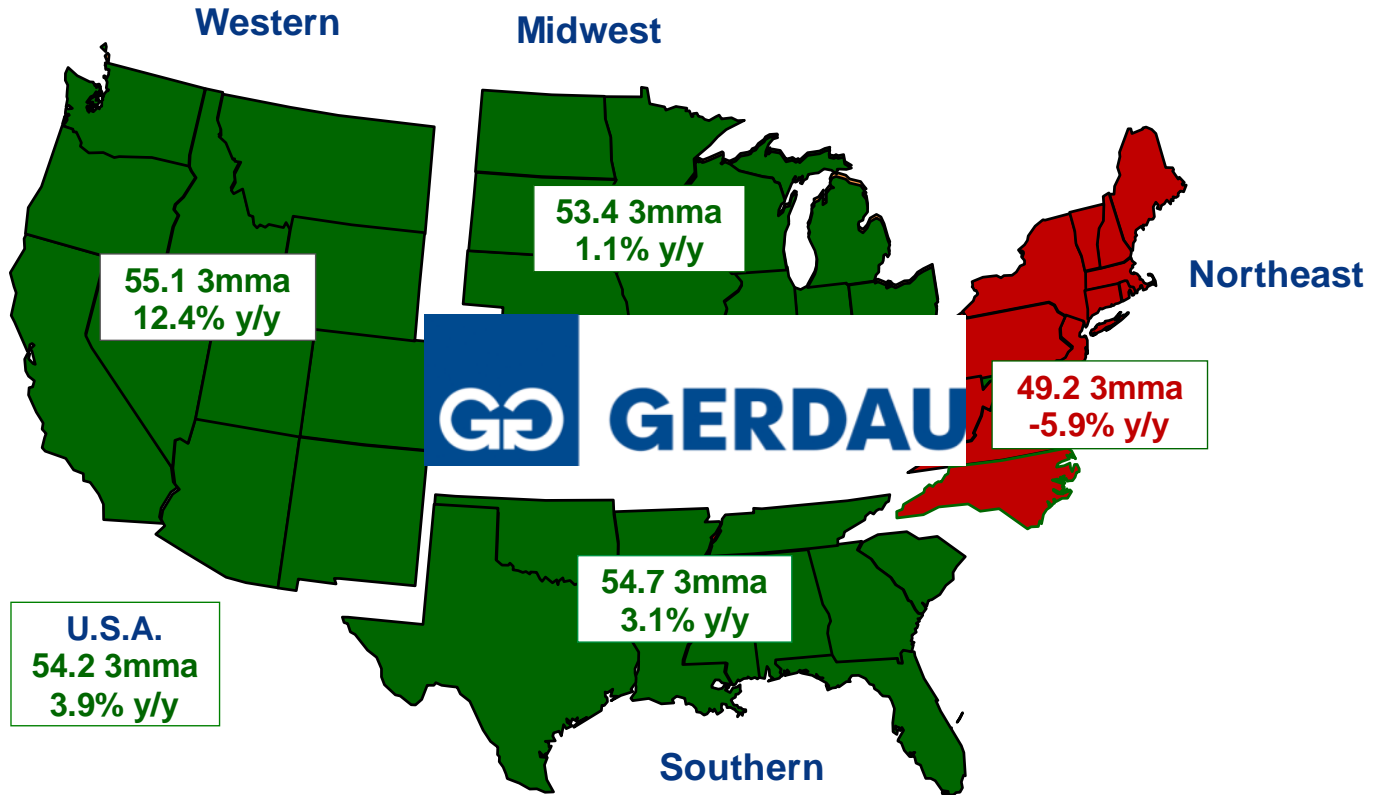 Western
Midwest
53.4 3mma
1.1% y/y
55.1 3mma
12.4% y/y
Northeast
GERDAU
49.2 3mma
-5.9% y/y
54.7 3mma
3.1% y/y
U.S.A.
54.2 3mma
3.9% y/y
Southern